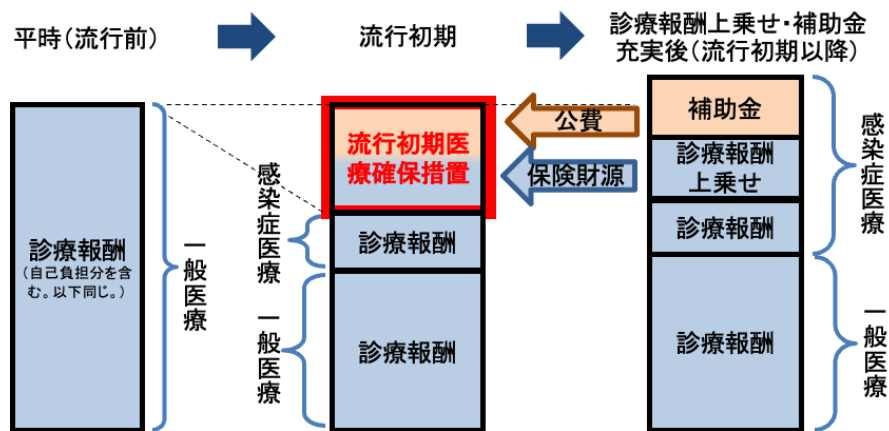 平時(流行前)
流行初期
診療報酬上乗せ・補助金
充実後(流行初期以降)
診療報酬
(自己負担分を含
む。以下同じ。)
一般医療
流行初期医
療確保措置
診療報酬
診療報酬
感染症医療
一般医療
公費
保険財源
補助金
診療報酬
上乗せ
診療報酬
診療報酬
感染症医療
一般医療